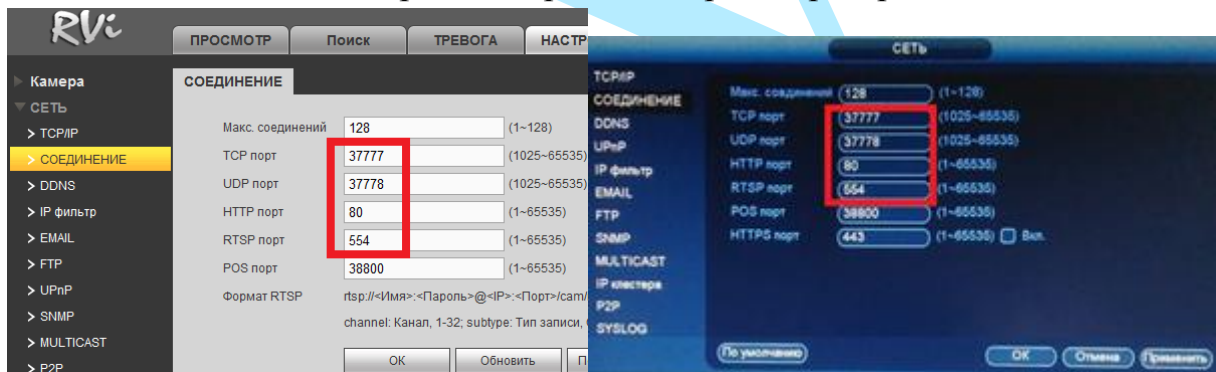 RVi
ПРОСМОТР
ПОИСК
ТРЕВОГА
НАСТР
Камера
СЕТЬ
TCP/IP
СОЕДИНЕНИЕ
DDNS
IP фильтр
EMAIL
FTP
UPnP
SNMP
MULTICAST
P2P
СОЕДИНЕНИЕ
Макс. соединений 128 (1~128)
TCP порт 37777 (1025~65535)
UDP порт 37778 (1025~65535)
HTTP порт 80 (1~65535)
RTSP порт 554 (1~65535)
POS порт 38800 (1~65535)
Формат RTSP rtsp://<Имя>:<Пароль>@<IP>:<Порт>/cam/
channel: Канал, 1-32; subtype: Тип записи,
ОК
Обновить
П
СЕТЬ
TCP/IP
СОЕДИНЕНИЕ
DDNS
UPnP
IP фильтр
EMAIL
FTP
SNMP
MULTICAST
IP кластера
P2P
SYSLOG
Макс. соединений 128 (1~128)
TCP порт 37777 (1025~65535)
UDP порт 37778 (1025~65535)
HTTP порт 80 (1~65535)
RTSP порт 554 (1~65535)
POS порт 38800 (1~65535)
HTTPS порт 443 (1~65535) Вкл.
По умолчанию
ОК
Отмена
Применить